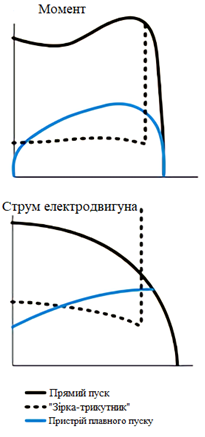 Момент
Струм електродвигуна
Прямий пуск
"Зірка-трикутник"
Пристрій плавного пуску